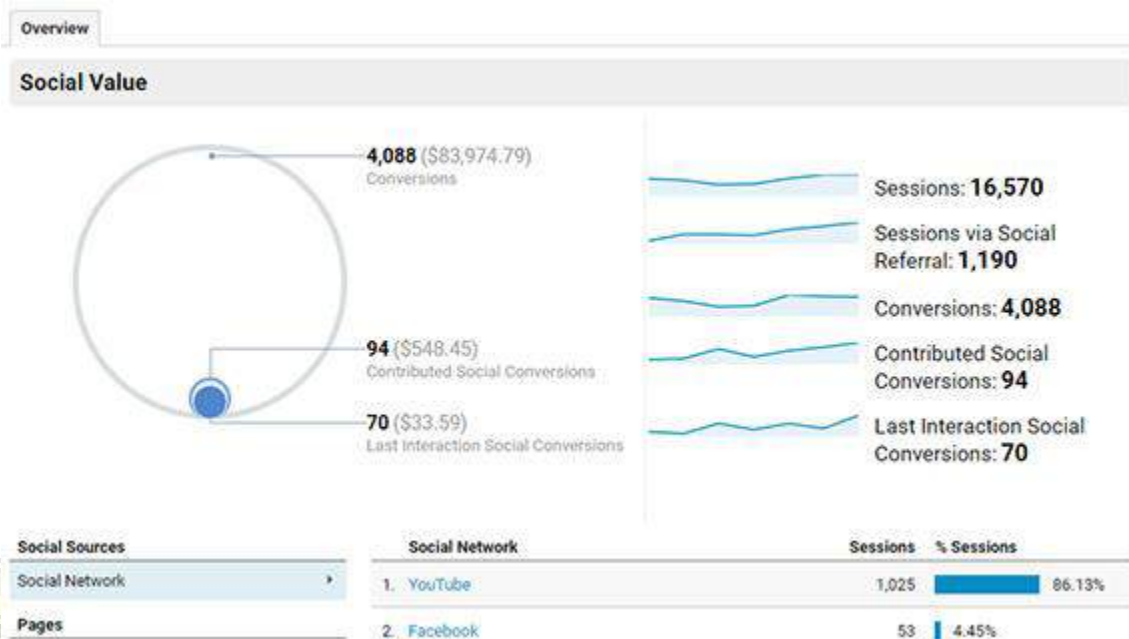 Overview
Social Value
4,088 ($83,974.79)
Conversions
94 ($548.45)
Contributed Social Conversions
70 ($33.59)
Last Interaction Social Conversions
Sessions: 16,570
Sessions via Social
Referral: 1,190
Conversions: 4,088
Contributed Social
Conversions: 94
Last Interaction Social
Conversions: 70
Social Sources
Social Network
Pages
Social Network Sessions % Sessions
1. YouTube 1,025 86.13%
2. Facebook 53 4.45%